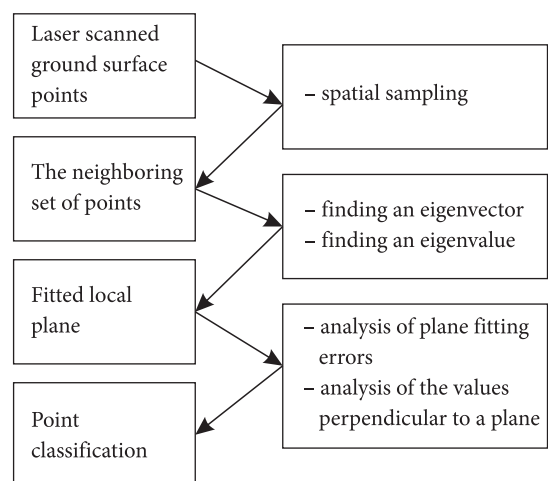 Laser scanned
ground surface
points
– spatial sampling
The neighboring
set of points
– finding an eigenvector
– finding an eigenvalue
Fitted local
plane
– analysis of plane fitting
errors
– analysis of the values
perpendicular to a plane
Point
classification